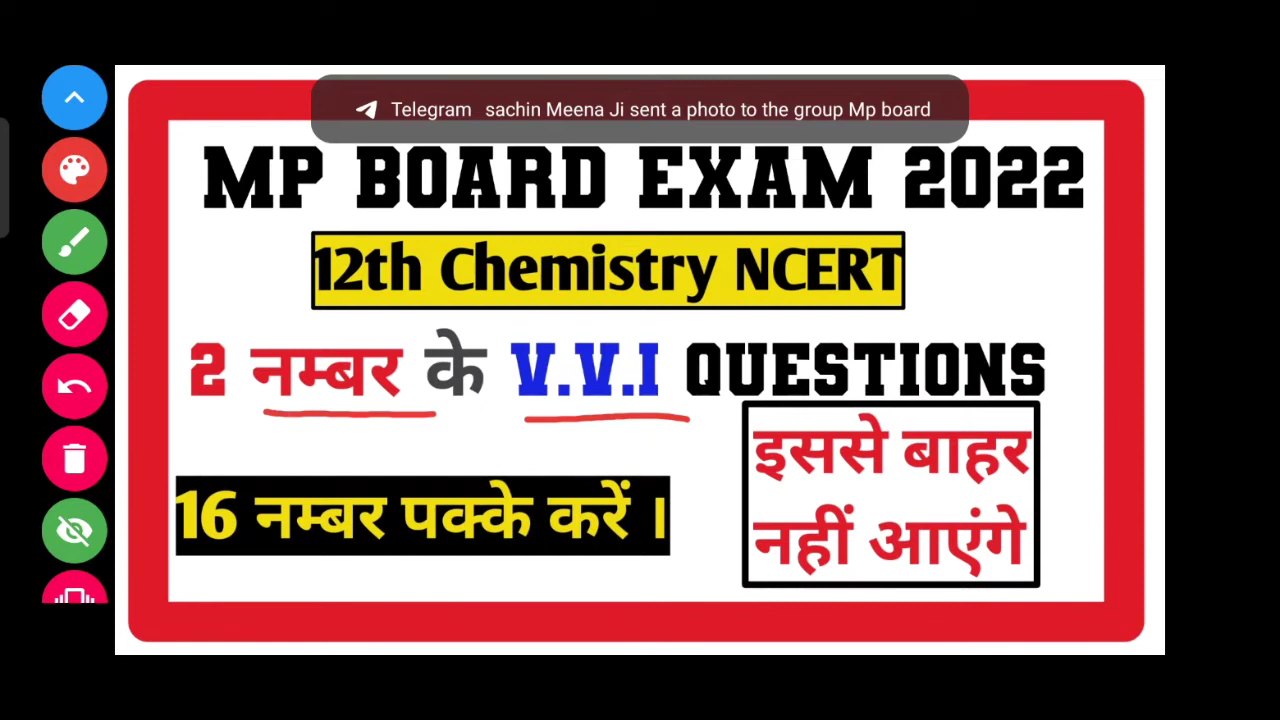 Telegram sachin Meena Ji sent a photo to the group Mp board
MP BOARD EXAM 2022
12th Chemistry NCERT
2 नम्बर के V.V.I QUESTIONS
इससे बाहर
नहीं आएंगे
16 नम्बर पक्के करें ।